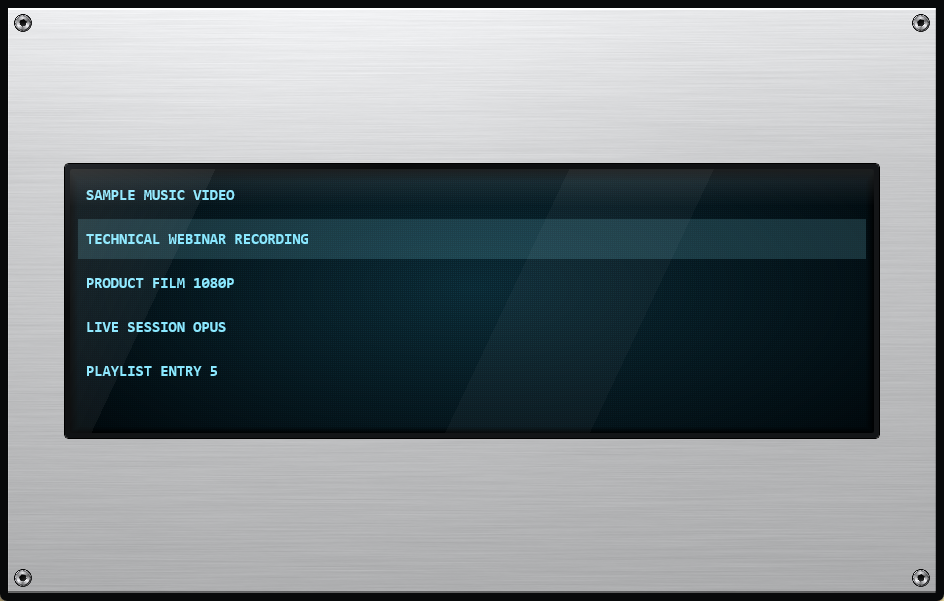 SAMPLE MUSIC VIDEO
TECHNICAL WEBINAR RECORDING
PRODUCT FILM 1080P
LIVE SESSION OPUS
PLAYLIST ENTRY 5